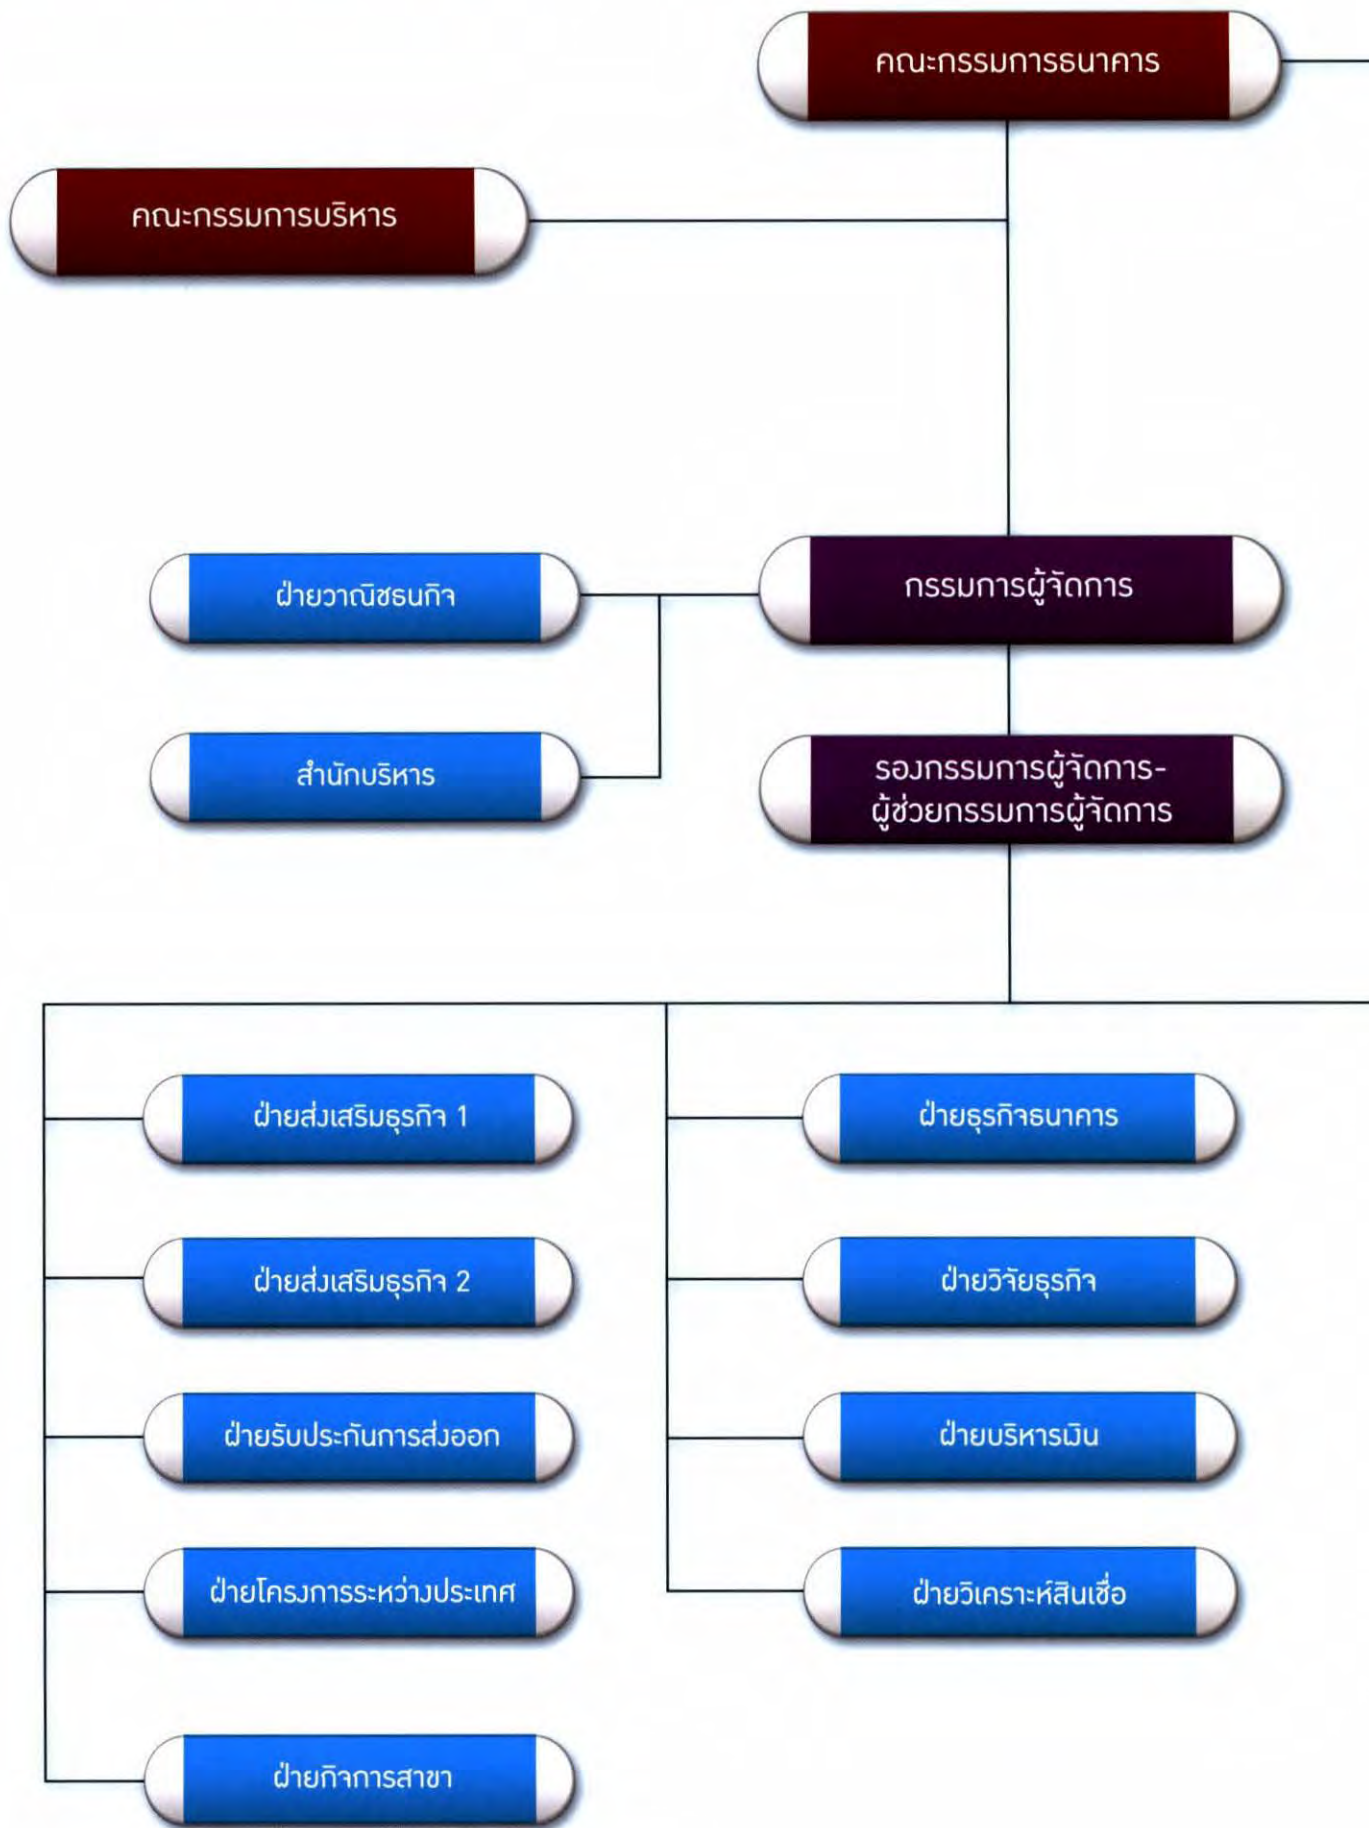 คณะกรรมการธนาคาร
คณะกรรมการบริหาร
ฝ่ายวาณิชธนกิจ
กรรมการผู้จัดการ
สำนักบริหาร
รองกรรมการผู้จัดการ-
ผู้ช่วยกรรมการผู้จัดการ
ฝ่ายส่งเสริมธุรกิจ 1
ฝ่ายส่งเสริมธุรกิจ 2
ฝ่ายรับประกันการส่งออก
ฝ่ายโครงการระหว่างประเทศ
ฝ่ายกิจการสาขา
ฝ่ายธุรกิจธนาคาร
ฝ่ายวิจัยธุรกิจ
ฝ่ายบริหารเงิน
ฝ่ายวิเคราะห์สินเชื่อ